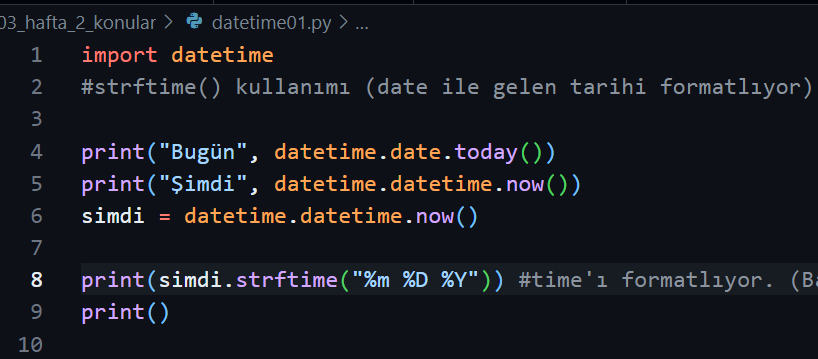 03_hafta_2_konular > datetime01.py > ...
1 import datetime
2 #strftime() kullanımı (date ile gelen tarihi formatlıyor)
3
4 print("Bugün", datetime.date.today())
5 print("Şimdi", datetime.datetime.now())
6 simdi = datetime.datetime.now()
7
8 print(simdi.strftime("%m %D %Y")) #time'ı formatlıyor. (Ba
9 print()
10